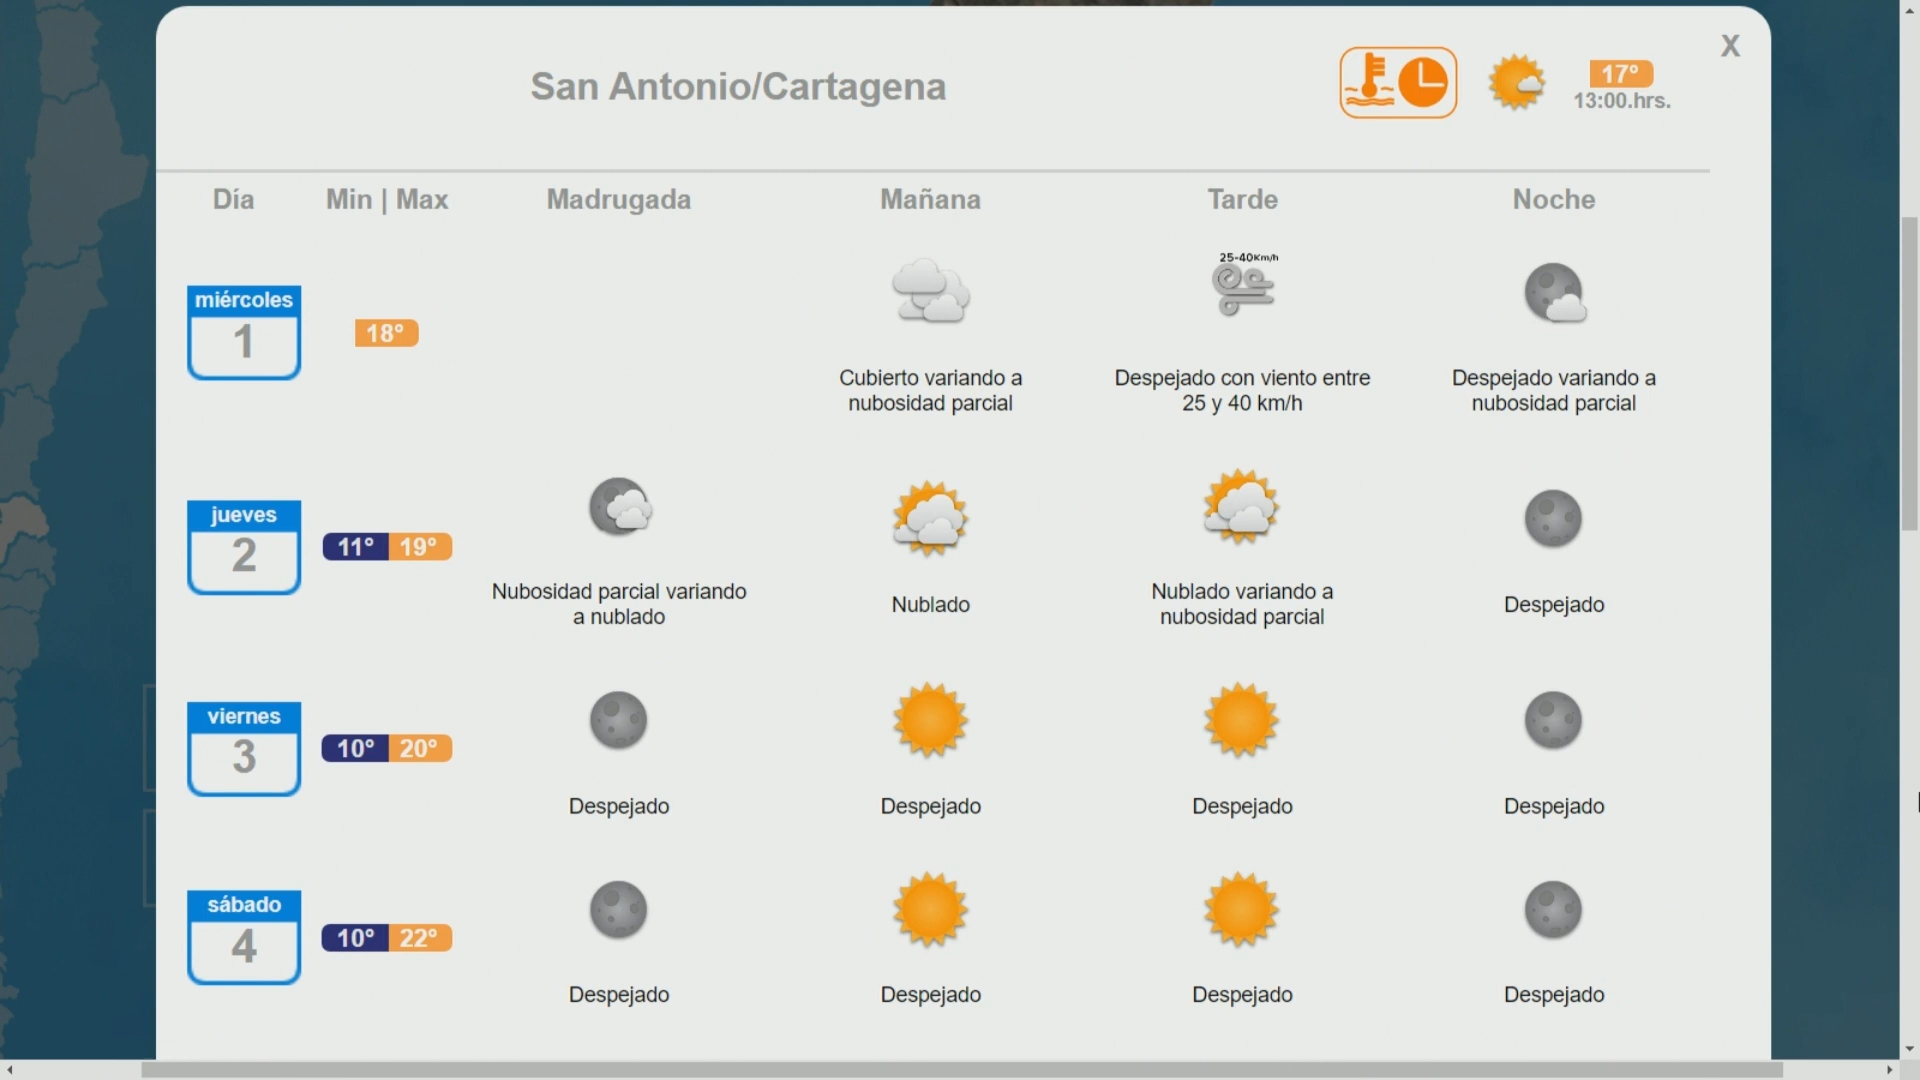 San Antonio/Cartagena
17°
13:00.hrs.
X
Día
Min | Max
Madrugada
Mañana
Tarde
Noche
miércoles
1
18°
Cubierto variando a
nubosidad parcial
25-40Km/h
Despejado con viento entre
25 y 40 km/h
Despejado variando a
nubosidad parcial
jueves
2
11° 19°
Nubosidad parcial variando
a nublado
Nublado
Nublado variando a
nubosidad parcial
Despejado
viernes
3
10° 20°
Despejado
Despejado
Despejado
Despejado
sábado
4
10° 22°
Despejado
Despejado
Despejado
Despejado